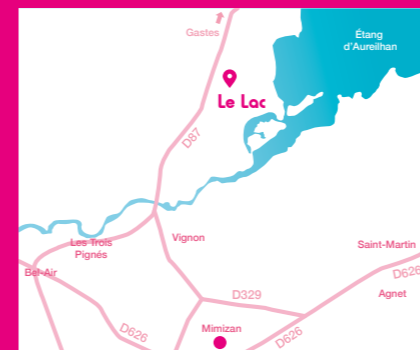 Gastes
Étang
d'Aureilhan
Le Lac
D87
Les Trois
Pignés
Vignon
Saint-Martin
Bel-Air
D626
Agnet
D329
D626
Mimizan
D626